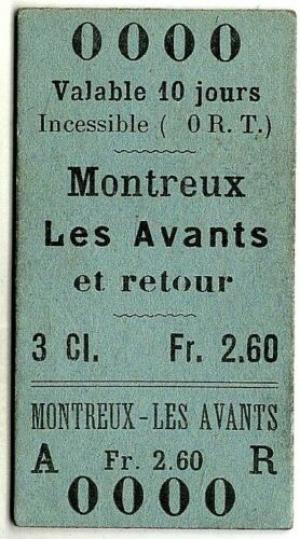 0000
Valable 10 jours
Incessible ( 0 R. T.)
Montreux
Les Avants
et retour
3 Cl. Fr. 2.60
MONTREUX-LES AVANTS
A Fr. 2.60 R
0000